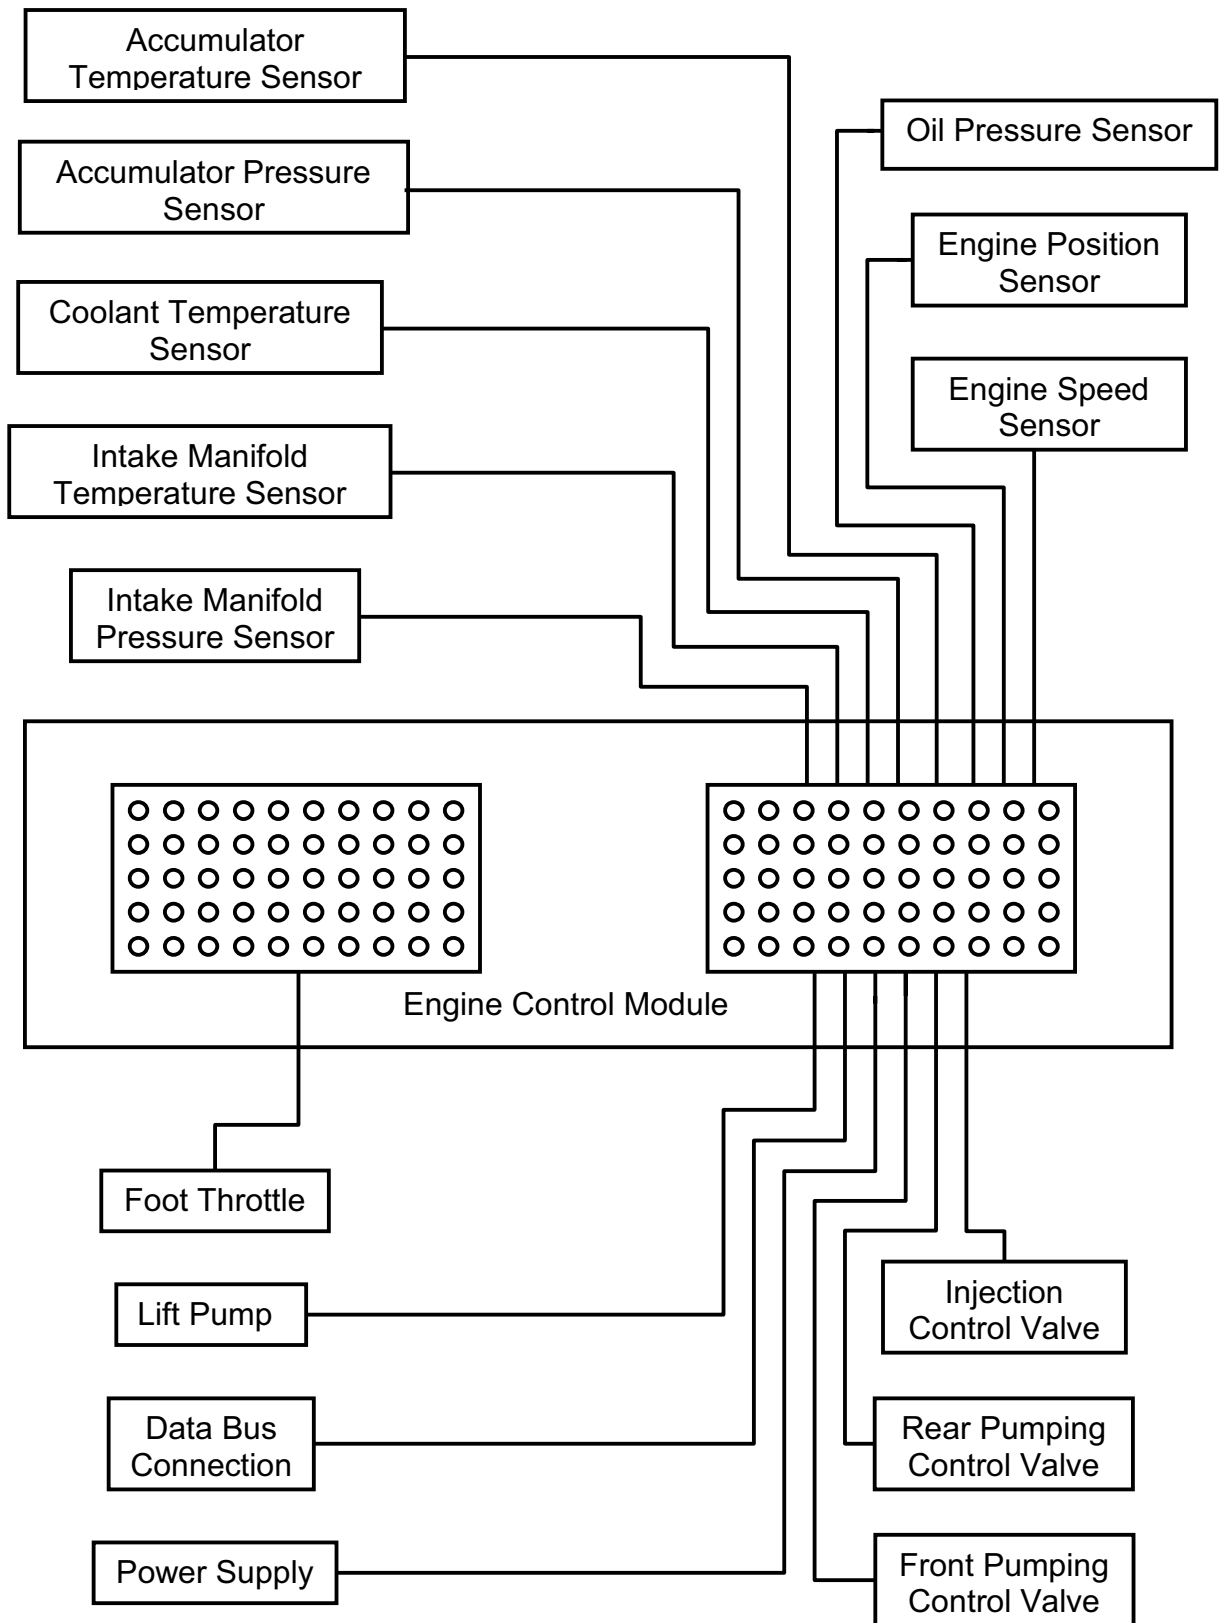 Accumulator
Temperature Sensor
Oil Pressure Sensor
Accumulator Pressure
Sensor
Engine Position
Sensor
Coolant Temperature
Sensor
Engine Speed
Sensor
Intake Manifold
Temperature Sensor
Intake Manifold
Pressure Sensor
Engine Control Module
Foot Throttle
Lift Pump
Injection
Control Valve
Data Bus
Connection
Rear Pumping
Control Valve
Power Supply
Front Pumping
Control Valve